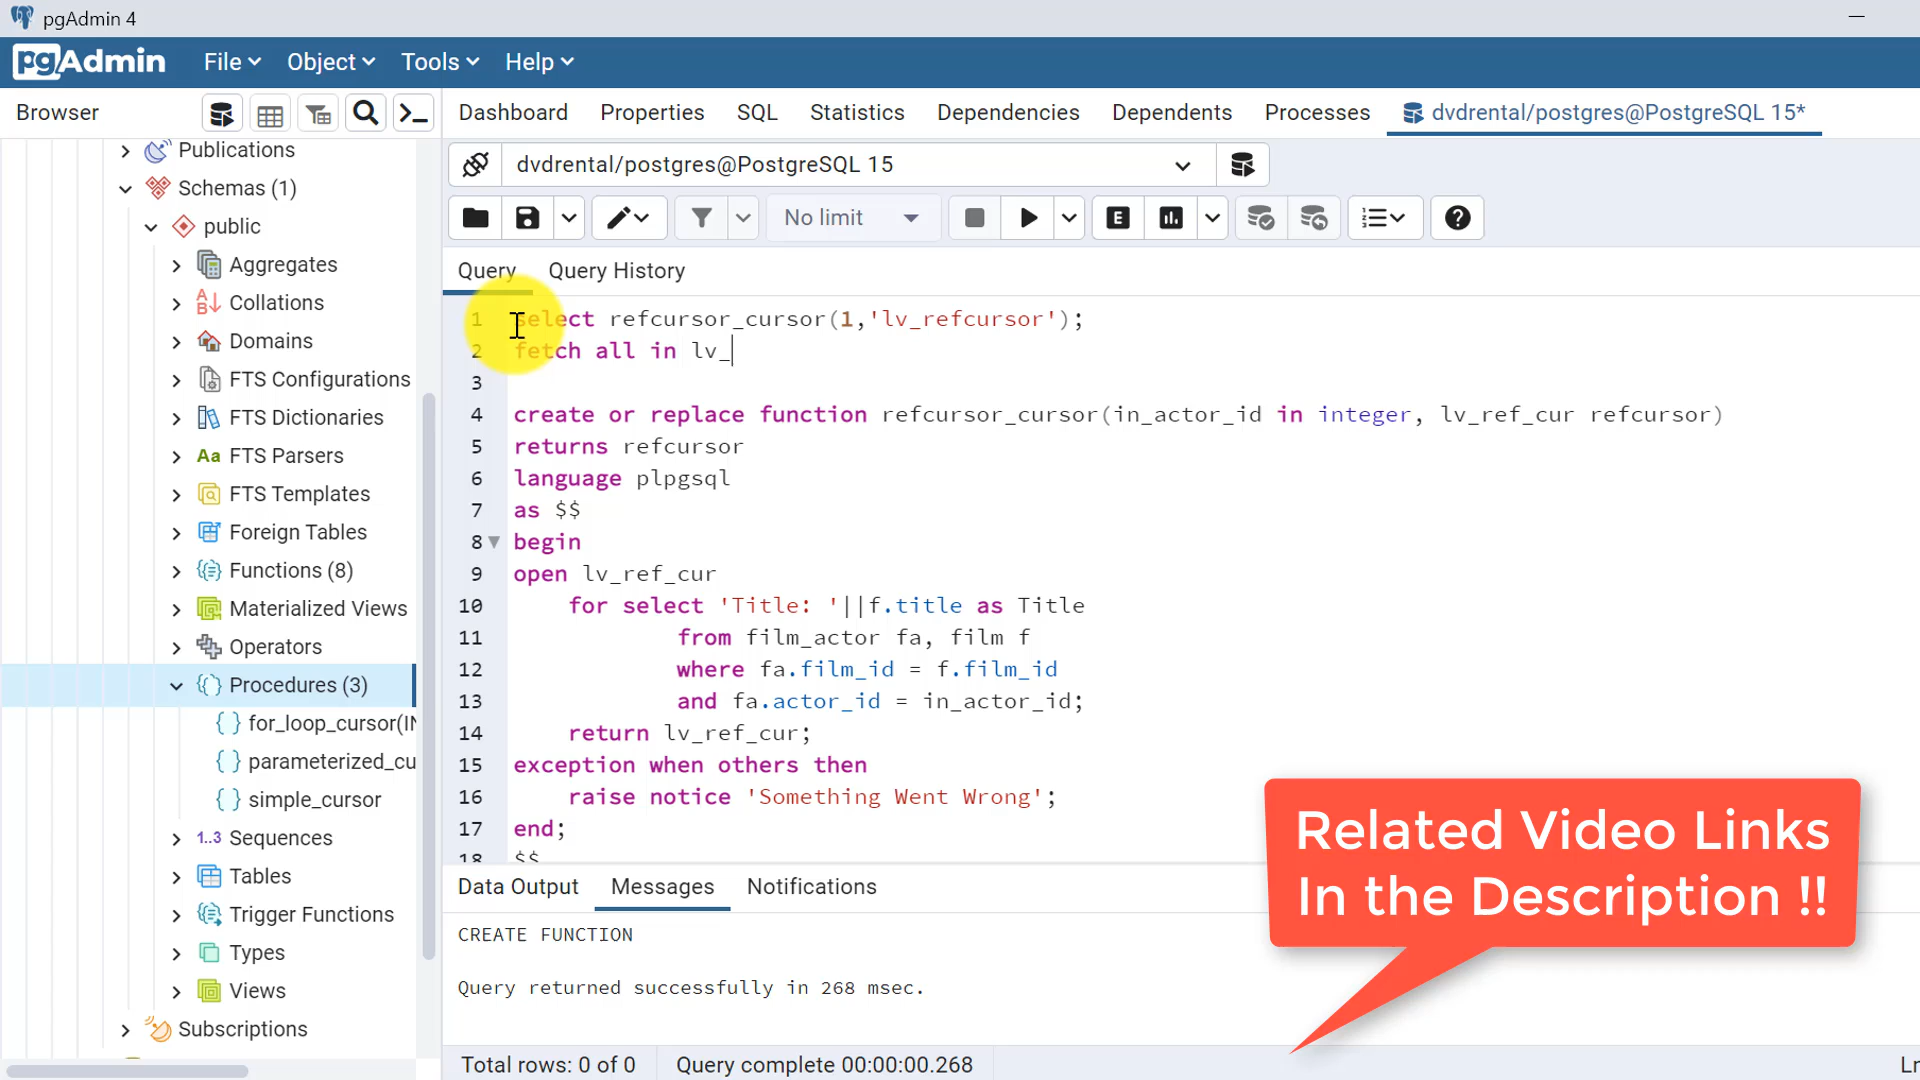 pgAdmin 4
pgAdmin File Object Tools Help
Browser
Dashboard Properties SQL Statistics Dependencies Dependents Processes dvdrental/postgres@PostgreSQL 15*
Publications
Schemas (1)
public
Aggregates
Collations
Domains
FTS Configurations
FTS Dictionaries
Aa FTS Parsers
FTS Templates
Foreign Tables
Functions (8)
Materialized Views
Operators
Procedures (3)
for_loop_cursor(IN
parameterized_cu
simple_cursor
1..3 Sequences
Tables
Trigger Functions
Types
Views
Subscriptions
dvdrental/postgres@PostgreSQL 15
No limit E
Query Query History
1 select refcursor_cursor(1,'lv_refcursor');
2 fetch all in lv_
3
4 create or replace function refcursor_cursor(in_actor_id in integer, lv_ref_cur refcursor)
5 returns refcursor
6 language plpgsql
7 as $$
8 begin
9 open lv_ref_cur
10 for select 'Title: '||f.title as Title
11 from film_actor fa, film f
12 where fa.film_id = f.film_id
13 and fa.actor_id = in_actor_id;
14 return lv_ref_cur;
15 exception when others then
16 raise notice 'Something Went Wrong';
17 end;
18 $$
Data Output Messages Notifications
CREATE FUNCTION
Query returned successfully in 268 msec.
Total rows: 0 of 0 Query complete 00:00:00.268 Ln
Related Video Links
In the Description !!